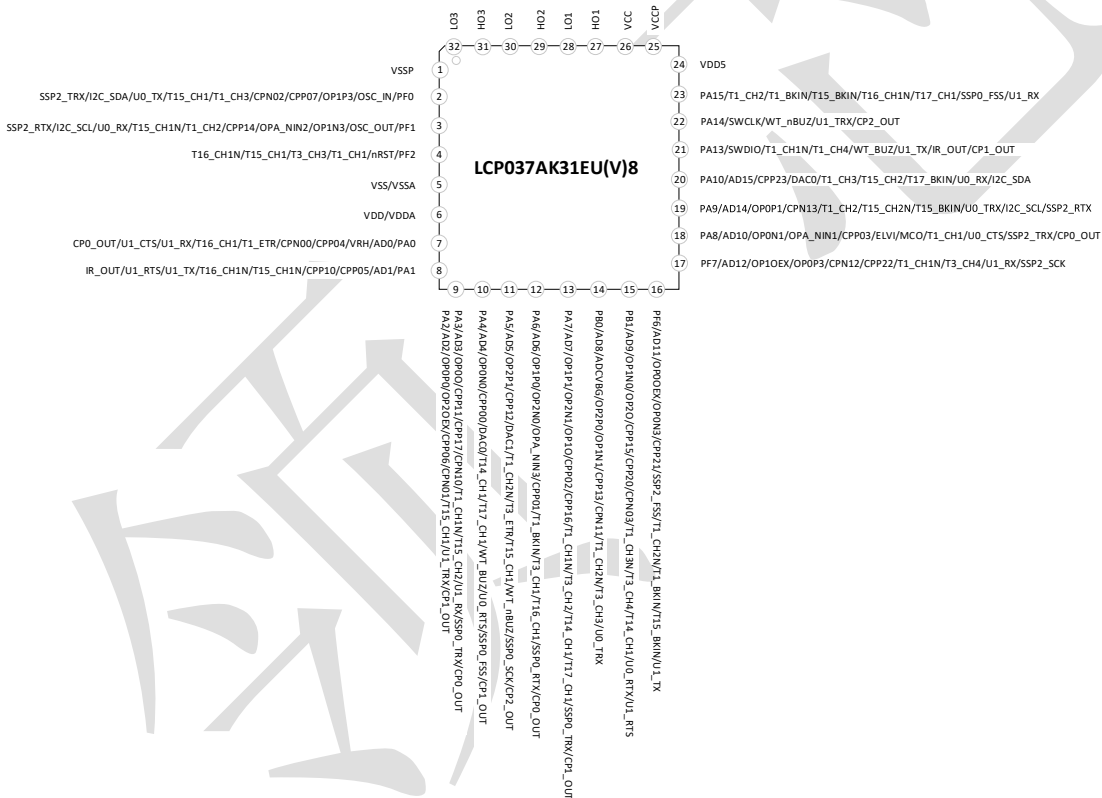 LO3
HO3
LO2
HO2
LO1
HO1
VCC
VCCP
32
31
30
29
28
27
26
25
VSSP
1
SSP2_TRX/I2C_SDA/U0_TX/T15_CH1/T1_CH3/CPN02/CPP07/OP1P3/OSC_IN/PF0
2
SSP2_RTX/I2C_SCL/U0_RX/T15_CH1N/T1_CH2/CPP14/OPA_NIN2/OP1N3/OSC_OUT/PF1
3
T16_CH1N/T15_CH1/T3_CH3/T1_CH1/nRST/PF2
4
VSS/VSSA
5
VDD/VDDA
6
CP0_OUT/U1_CTS/U1_RX/T16_CH1/T1_ETR/CPN00/CPP04/VRH/AD0/PA0
7
IR_OUT/U1_RTS/U1_TX/T16_CH1N/T15_CH1N/CPP10/CPP05/AD1/PA1
8
LCP037AK31EU(V)8
24
VDD5
23
PA15/T1_CH2/T1_BKIN/T15_BKIN/T16_CH1N/T17_CH1/SSP0_FSS/U1_RX
22
PA14/SWCLK/WT_nBUZ/U1_TRX/CP2_OUT
21
PA13/SWDIO/T1_CH1N/T1_CH4/WT_BUZ/U1_TX/IR_OUT/CP1_OUT
20
PA10/AD15/CPP23/DAC0/T1_CH3/T15_CH2/T17_BKIN/U0_RX/I2C_SDA
19
PA9/AD14/OP0P1/CPN13/T1_CH2/T15_CH2N/T15_BKIN/U0_TRX/I2C_SCL/SSP2_RTX
18
PA8/AD10/OP0N1/OPA_NIN1/CPP03/ELVI/MCO/T1_CH1/U0_CTS/SSP2_TRX/CP0_OUT
17
PF7/AD12/OP1OEX/OP0P3/CPN12/CPP22/T1_CH1N/T3_CH4/U1_RX/SSP2_SCK
9
10
11
12
13
14
15
16
PA2/AD2/OP0P0/OP2OEX/CPP06/CPN01/T15_CH1/U1_TRX/CP1_OUT
PA3/AD3/OP0O/CPP11/CPP17/CPN10/T1_CH1N/T15_CH2/U1_RX/SSP0_TRX/CP0_OUT
PA4/AD4/OP0N0/CPP00/DAC0/T14_CH1/T17_CH1/WT_BUZ/U0_RTS/SSP0_FSS/CP1_OUT
PA5/AD5/OP2P1/CPP12/DAC1/T1_CH2N/T3_ETR/T15_CH1/WT_nBUZ/SSP0_SCK/CP2_OUT
PA6/AD6/OP1P0/OP2N0/OPA_NIN3/CPP01/T1_BKIN/T3_CH1/T16_CH1/SSP0_RTX/CP0_OUT
PA7/AD7/OP1P1/OP2N1/OP1O/CPP02/CPP16/T1_CH1N/T3_CH2/T14_CH1/T17_CH1/SSP0_TRX/CP1_OUT
PB0/AD8/ADCVBG/OP2P0/OP1N1/CPP13/CPN11/T1_CH2N/T3_CH3/U0_TRX
PB1/AD9/OP1N0/OP2O/CPP15/CPP20/CPN03/T1_CH3N/T3_CH4/T14_CH1/U0_RTX/U1_RTS
PF6/AD11/OP0OEX/OP0N3/CPP21/SSP2_FSS/T1_CH2N/T1_BKIN/T15_BKIN/U1_TX